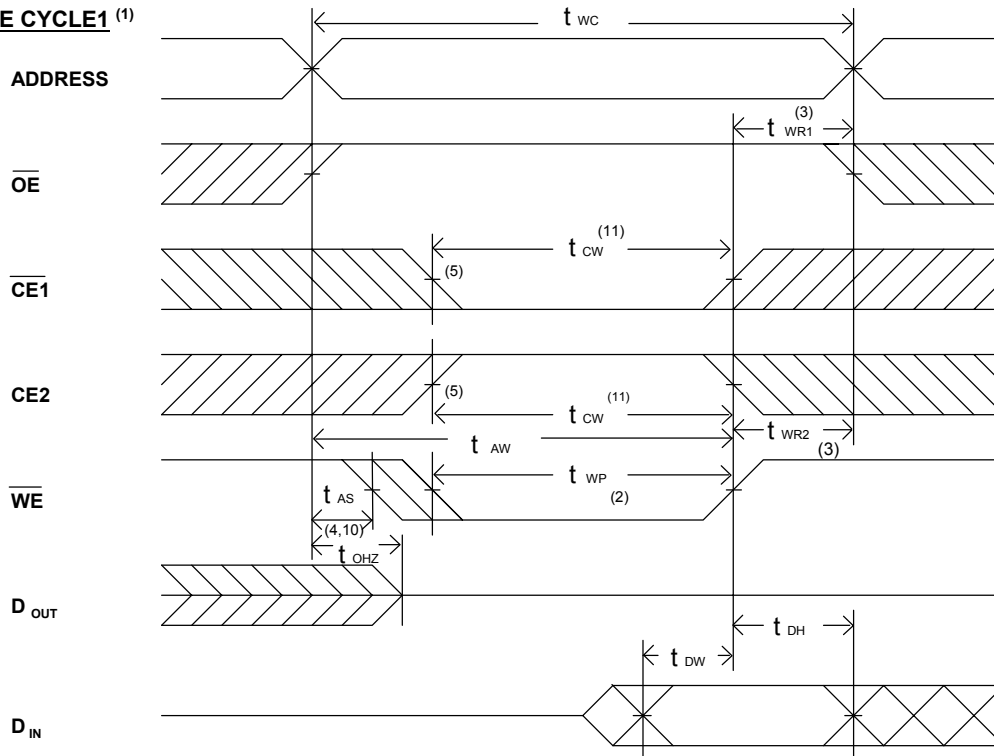 E CYCLE1 (1)
t WC
ADDRESS
t WR1 (3)
OE
t CW (11)
CE1
(5)
CE2
(5)
t CW (11)
t AW
t WR2
(3)
t WP
(2)
WE
t AS
(4,10)
t OHZ
D OUT
t DH
t DW
D IN